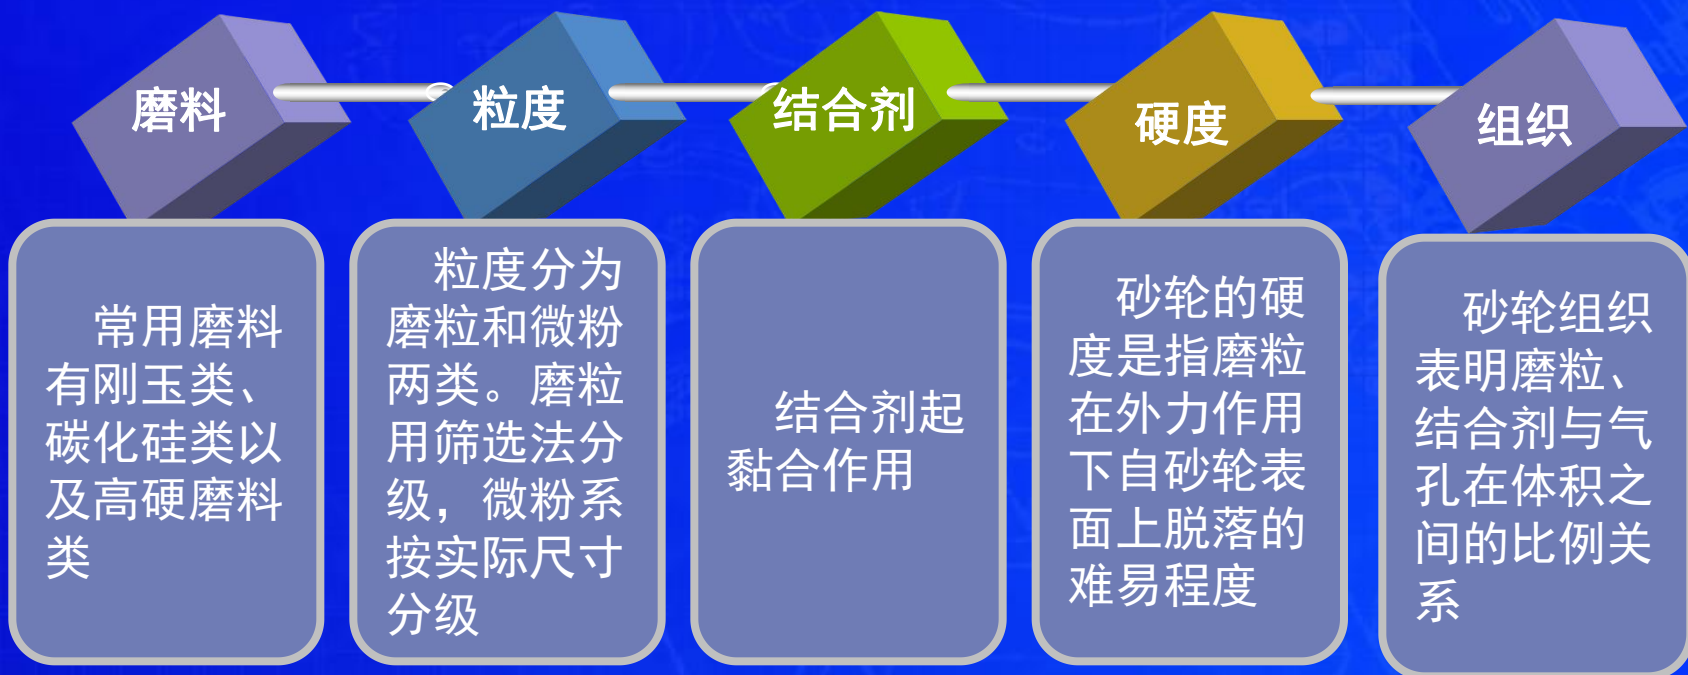 磨料
粒度
结合剂
硬度
组织
常用磨料
有刚玉类、
碳化硅类以
及高硬磨料
类
粒度分为
磨粒和微粉
两类。磨粒
用筛选法分
级，微粉系
按实际尺寸
分级
结合剂起
黏合作用
砂轮的硬
度是指磨粒
在外力作用
下自砂轮表
面上脱落的
难易程度
砂轮组织
表明磨粒、
结合剂与气
孔在体积之
间的比例关
系